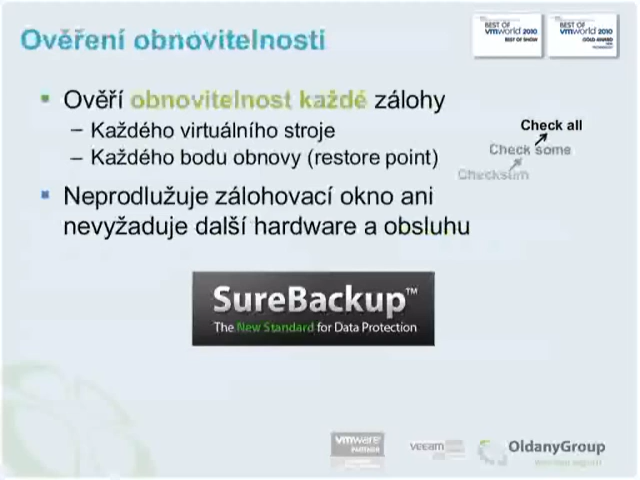 Ověření obnovitelnosti
BEST OF
vmworld 2010
BEST OF SHOW
BEST OF
vmworld 2010
GOLD AWARD
Ověří obnovitelnost každé zálohy
– Každého virtuálního stroje
– Každého bodu obnovy (restore point)
Check all
Check some
Checksum
Neprodlužuje zálohovací okno ani
nevyžaduje další hardware a obsluhu
SureBackup™
The New Standard for Data Protection
vmware
PARTNER
veeam
OldanyGroup